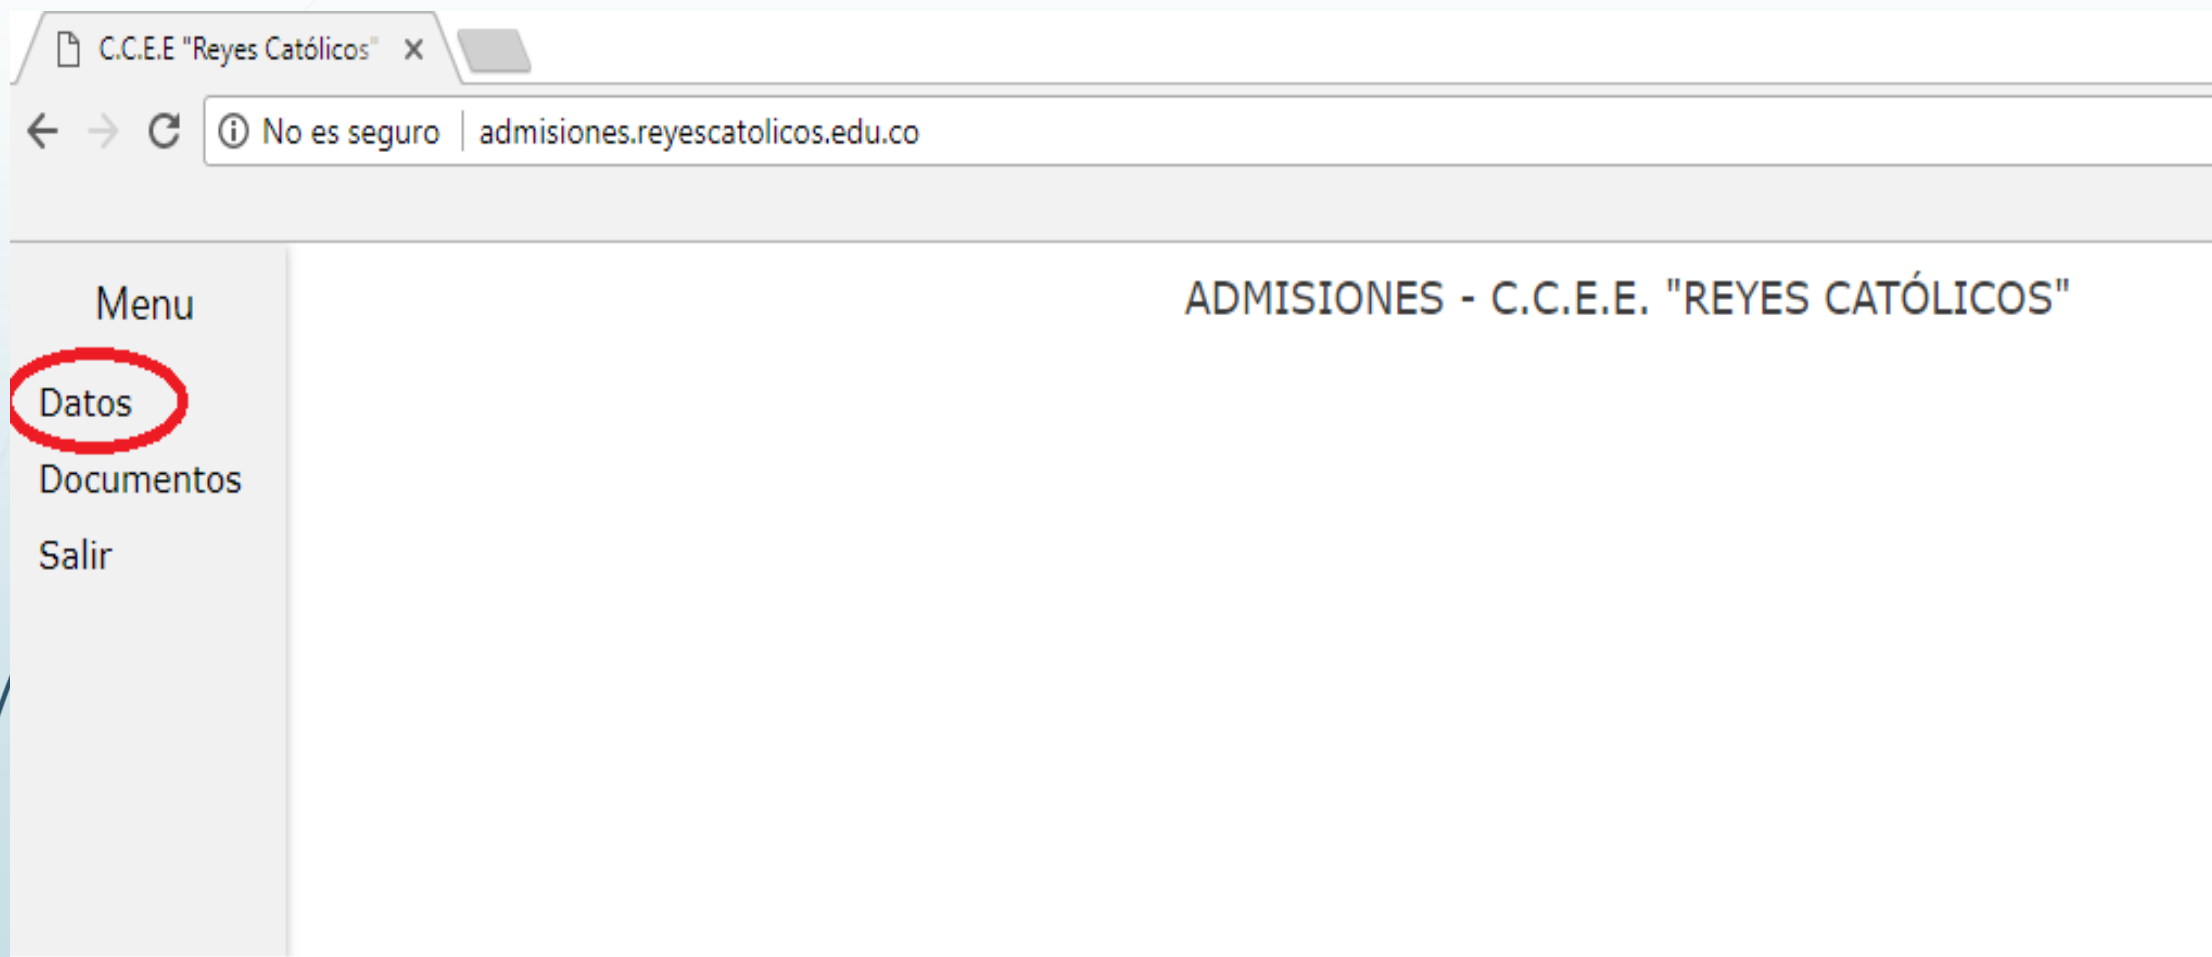 C.C.E.E "Reyes Católicos"
No es seguro admisiones.reyescatolicos.edu.co
Menu
ADMISIONES - C.C.E.E. "REYES CATÓLICOS"
Datos
Documentos
Salir